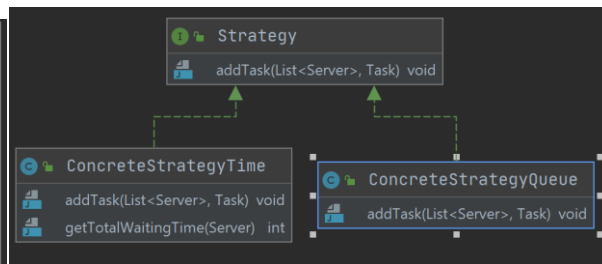 Strategy
addTask(List<Server>, Task) void
ConcreteStrategyTime
addTask(List<Server>, Task) void
getTotalWaitingTime(Server) int
ConcreteStrategyQueue
addTask(List<Server>, Task) void